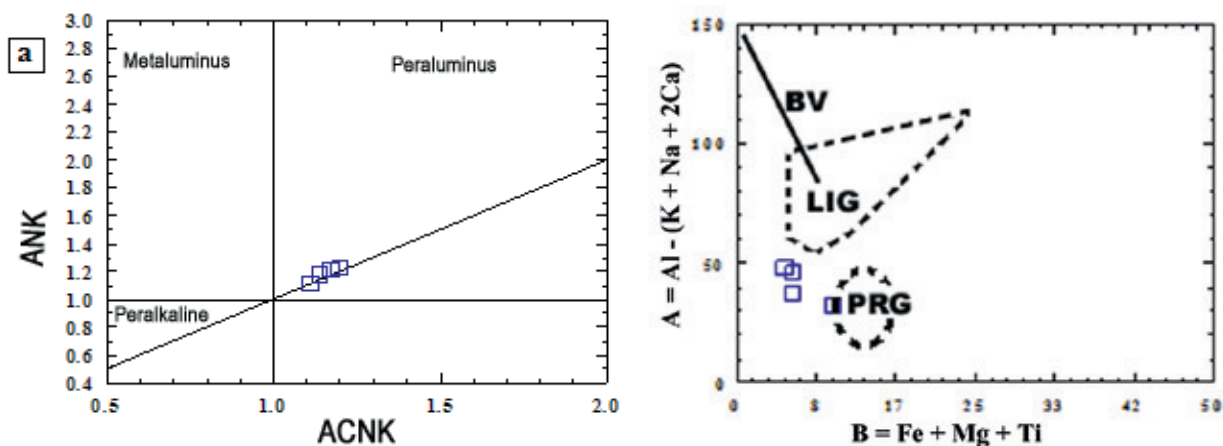 a
3.0
2.8
2.6
2.4
2.2
2.0
1.8
1.6
1.4
1.2
1.0
0.8
0.6
0.4
ANK
Metaluminus
Peraluminus
Peralkaline
0.5
1.0
1.5
2.0
ACNK
150
100
50
0
A = Al - (K + Na + 2Ca)
BV
LIG
PRG
0
8
17
25
33
42
50
B = Fe + Mg + Ti